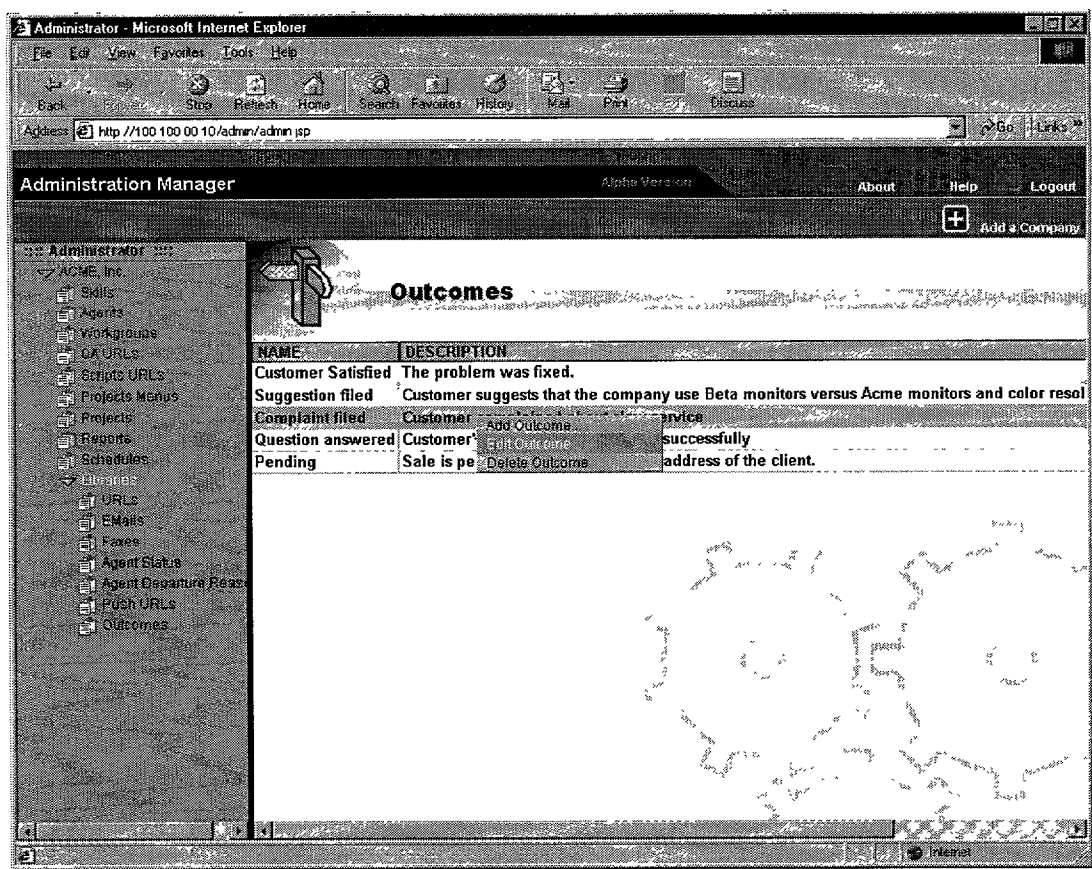 Administrator - Microsoft Internet Explorer
File Edit View Favorites Tools Help
Back Stop Refresh Home Search Favorites History Mail Print Discuss
Address http //100 100 00 10/admin/admin jsp Go Links »
Administration Manager Alpha Version About Help Logout
Add a Company
:::: Administrator ::::
ACME, Inc.
Skills
Agents
Workgroups
CA URLs
Scripts URLs
Projects Menus
Projects
Reports
Schedules
Libraries
URLs
EMails
Faxes
Agent Status
Agent Departure Reas
Push URLs
Outcomes
Outcomes
NAME DESCRIPTION
Customer Satisfied The problem was fixed.
Suggestion filed Customer suggests that the company use Beta monitors versus Acme monitors and color resol
Complaint filed Customer service
Question answered Customer' successfully
Pending Sale is pe address of the client.
Add Outcome...
Edit Outcome
Delete Outcome
Internet